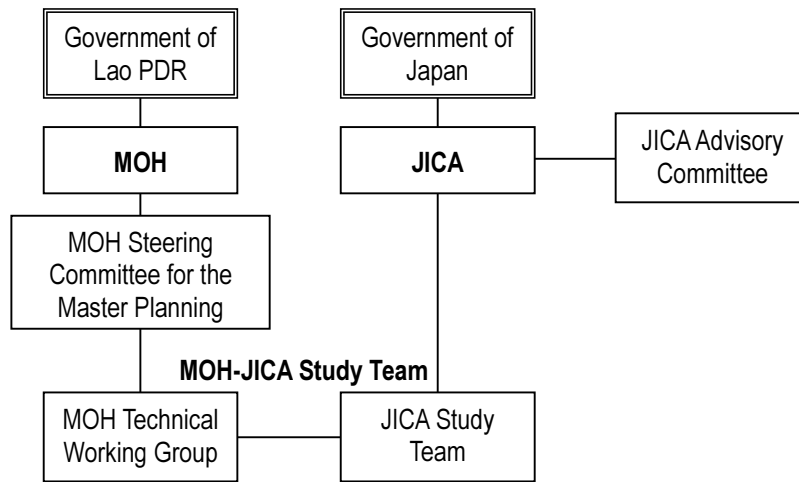 Government of
Lao PDR
Government of
Japan
MOH
JICA
JICA Advisory
Committee
MOH Steering
Committee for the
Master Planning
MOH-JICA Study Team
MOH Technical
Working Group
JICA Study
Team